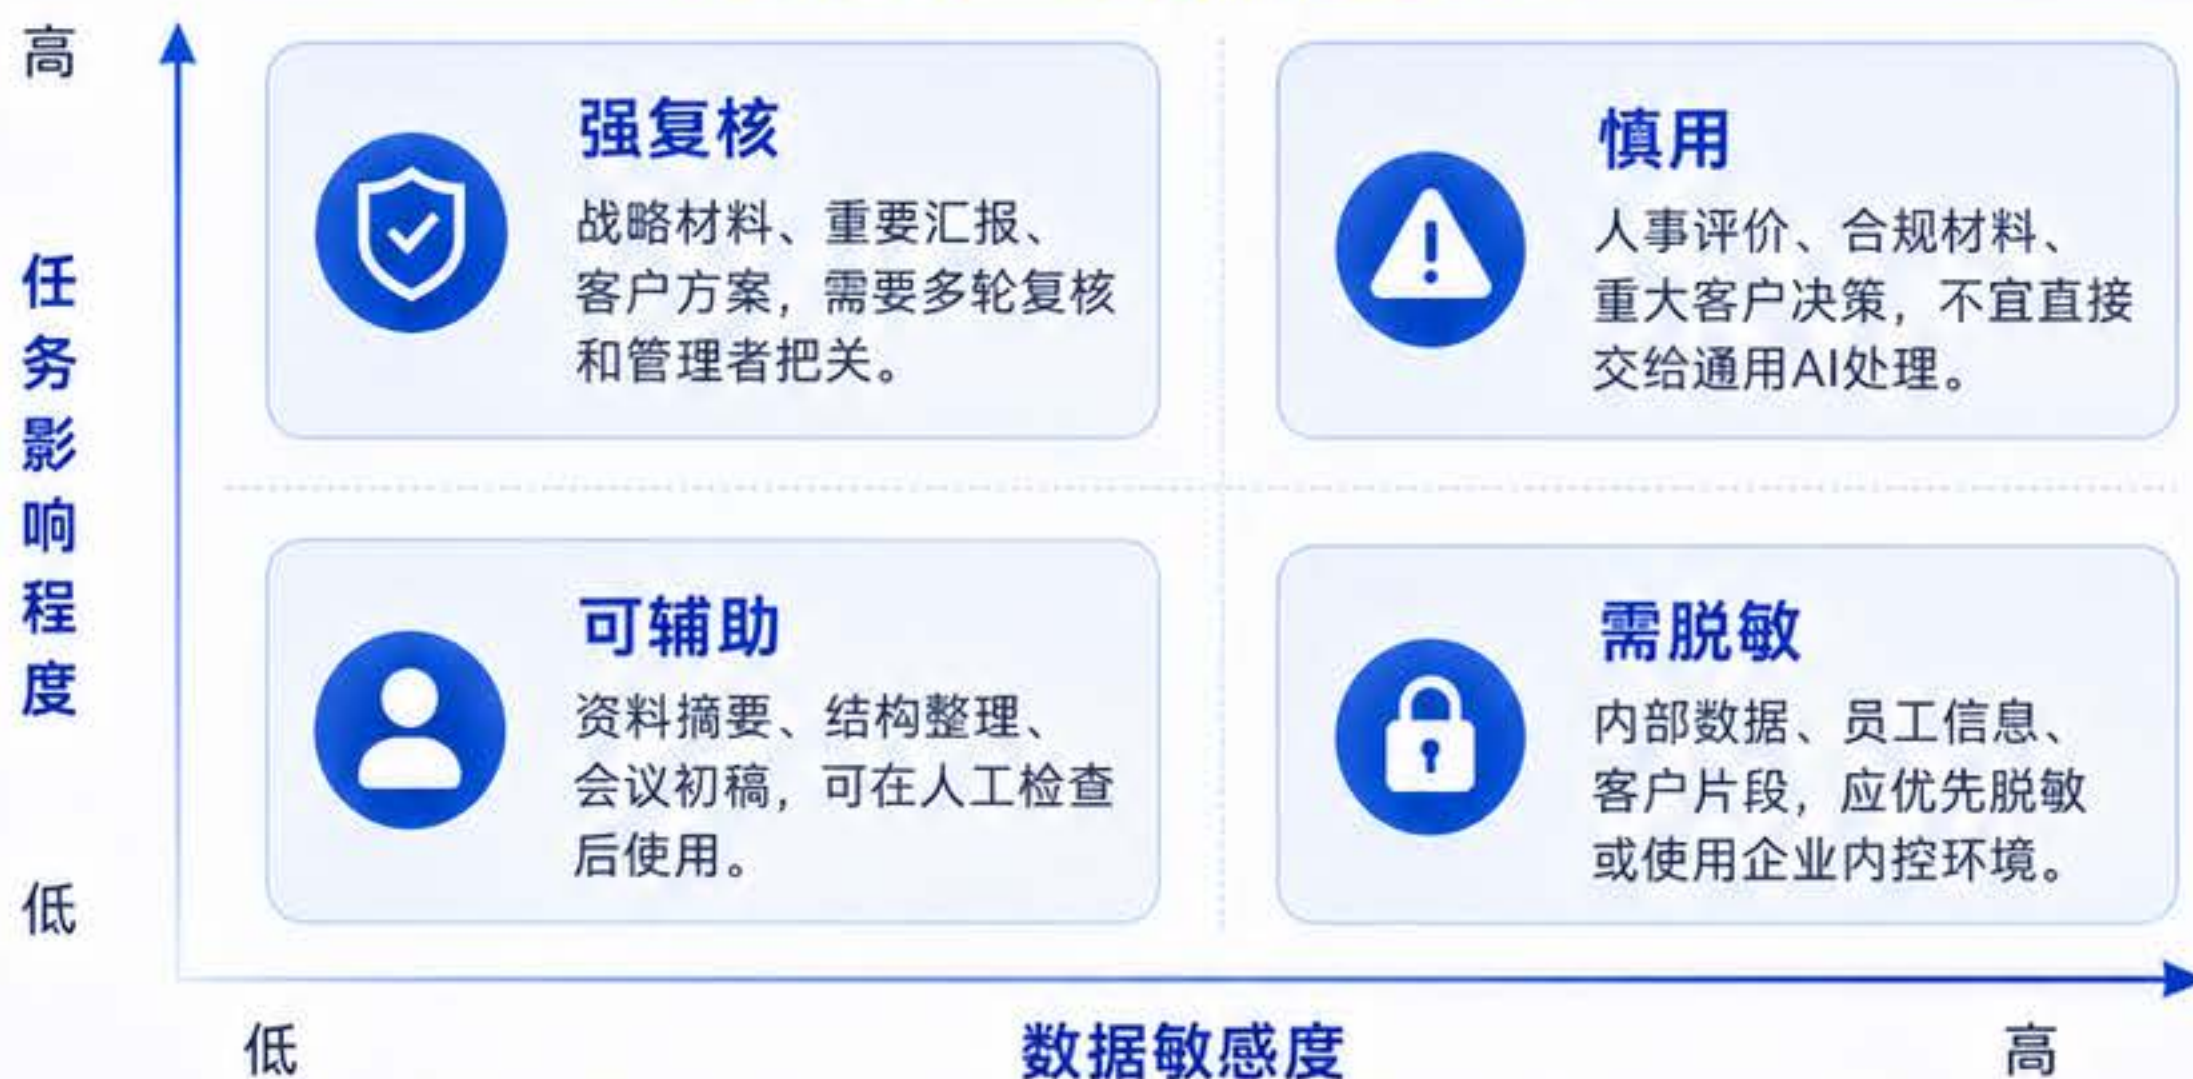 高
任务影响程度
低
强复核
战略材料、重要汇报、
客户方案，需要多轮复核
和管理者把关。
慎用
人事评价、合规材料、
重大客户决策，不宜直接
交给通用AI处理。
可辅助
资料摘要、结构整理、
会议初稿，可在人工检查
后使用。
需脱敏
内部数据、员工信息、
客户片段，应优先脱敏
或使用企业内控环境。
低
数据敏感度
高